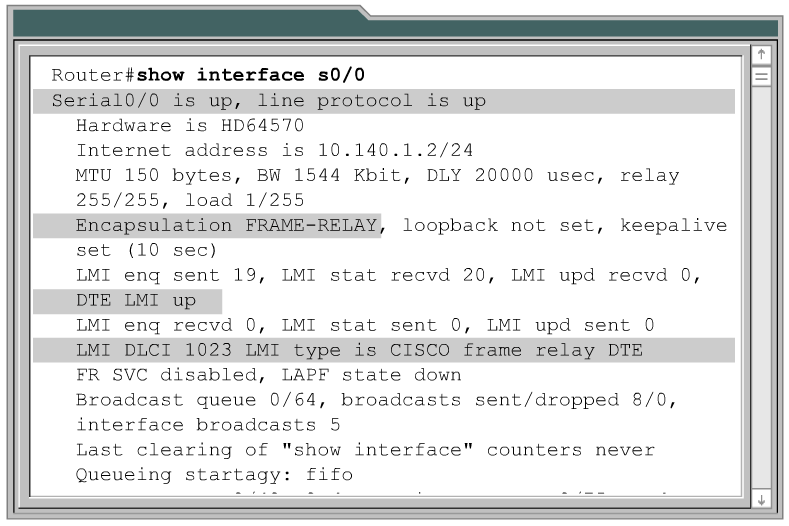 Router#show interface s0/0
Serial0/0 is up, line protocol is up
Hardware is HD64570
Internet address is 10.140.1.2/24
MTU 150 bytes, BW 1544 Kbit, DLY 20000 usec, relay
255/255, load 1/255
Encapsulation FRAME-RELAY, loopback not set, keepalive
set (10 sec)
LMI enq sent 19, LMI stat recvd 20, LMI upd recvd 0,
DTE LMI up
LMI enq recvd 0, LMI stat sent 0, LMI upd sent 0
LMI DLCI 1023 LMI type is CISCO frame relay DTE
FR SVC disabled, LAPF state down
Broadcast queue 0/64, broadcasts sent/dropped 8/0,
interface broadcasts 5
Last clearing of "show interface" counters never
Queueing startagy: fifo